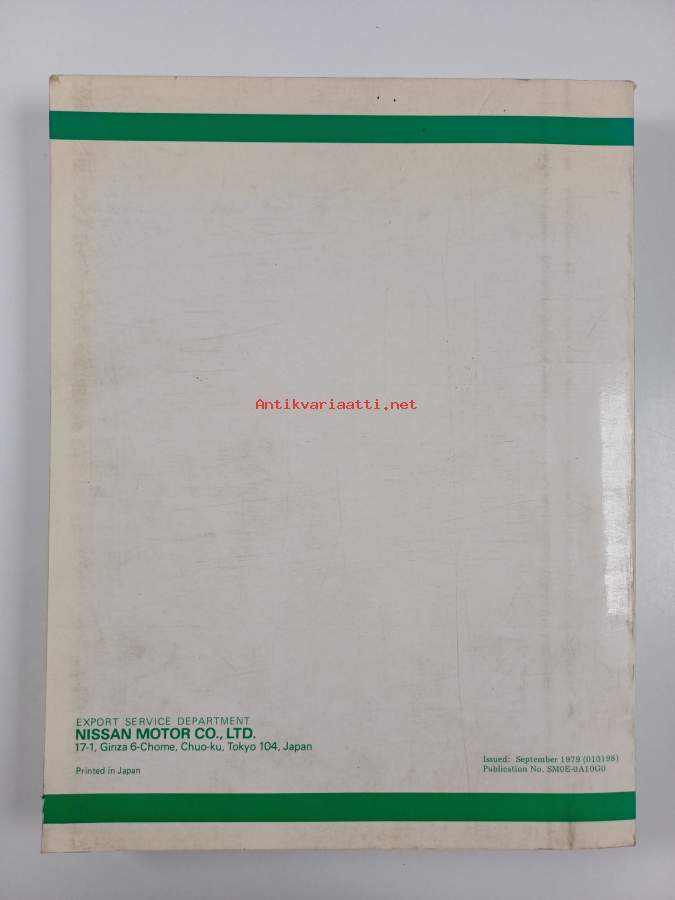 Antikvariaatti.net
EXPORT SERVICE DEPARTMENT
NISSAN MOTOR CO., LTD.
17-1, Ginza 6-Chome, Chuo-ku, Tokyo 104, Japan
Printed in Japan
Issued: September 1979 (010198)
Publication No. SM0E-0A10G0